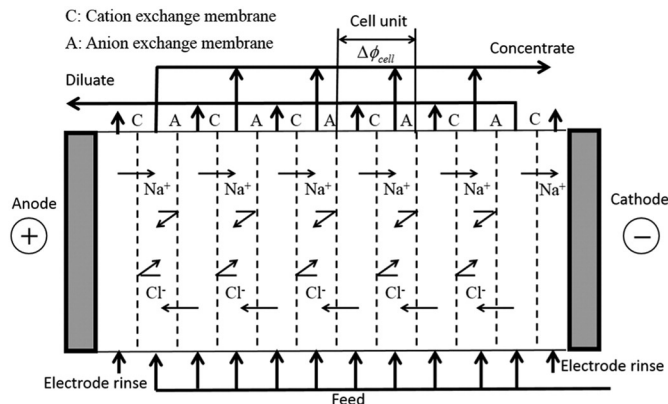 C: Cation exchange membrane
A: Anion exchange membrane
Cell unit
Δϕcell
Concentrate
Diluate
C A C A C A C A C A C
Na⁺ Na⁺ Na⁺ Na⁺ Na⁺ Na⁺
Anode
Cathode
+
−
Cl⁻ Cl⁻ Cl⁻ Cl⁻ Cl⁻
Electrode rinse
Electrode rinse
Feed